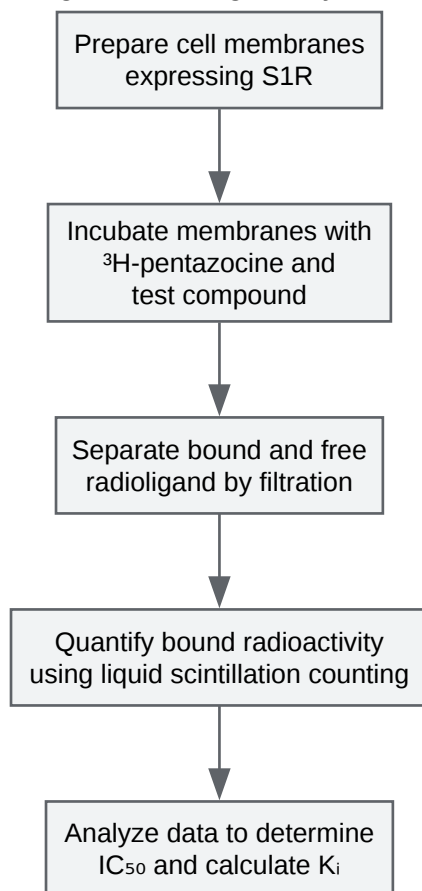 Prepare cell membranes
expressing S1R
Incubate membranes with
³H-pentazocine and
test compound
Separate bound and free
radioligand by filtration
Quantify bound radioactivity
using liquid scintillation counting
Analyze data to determine
IC₅₀ and calculate Kᵢ